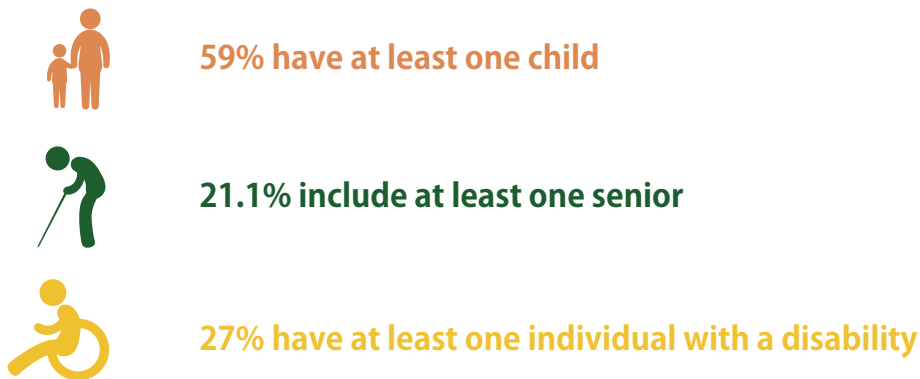 59% have at least one child
21.1% include at least one senior
27% have at least one individual with a disability